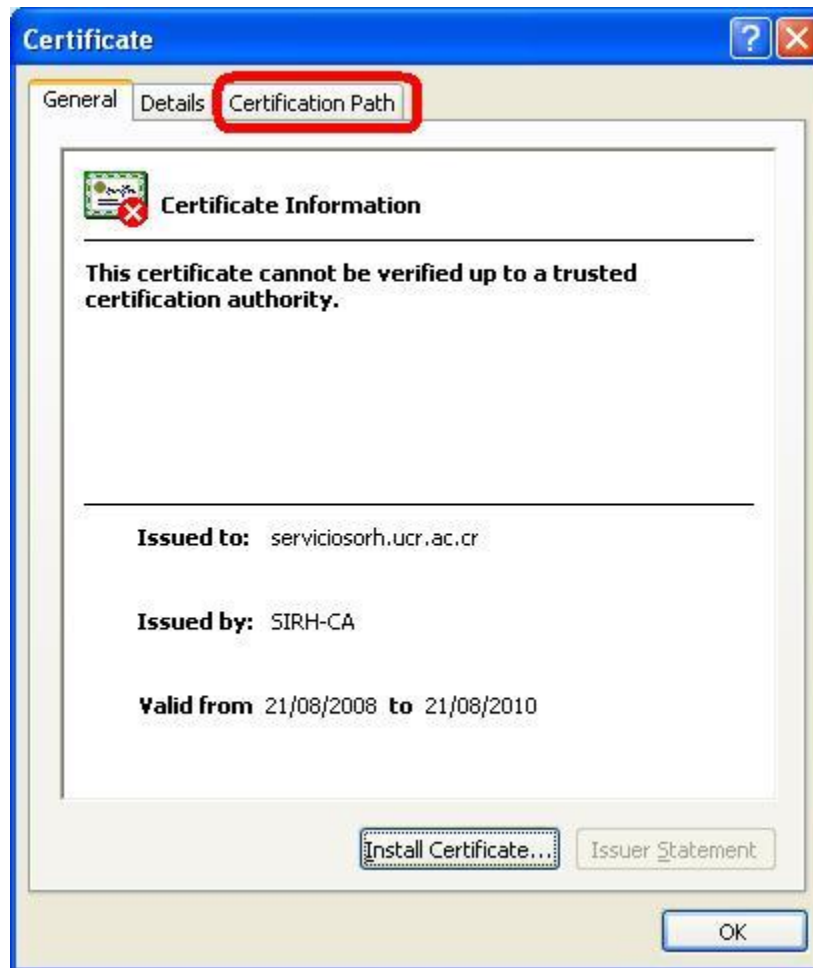 Certificate
General Details Certification Path
Certificate Information
This certificate cannot be verified up to a trusted
certification authority.
Issued to: serviciosorh.ucr.ac.cr
Issued by: SIRH-CA
Valid from 21/08/2008 to 21/08/2010
Install Certificate... Issuer Statement
OK